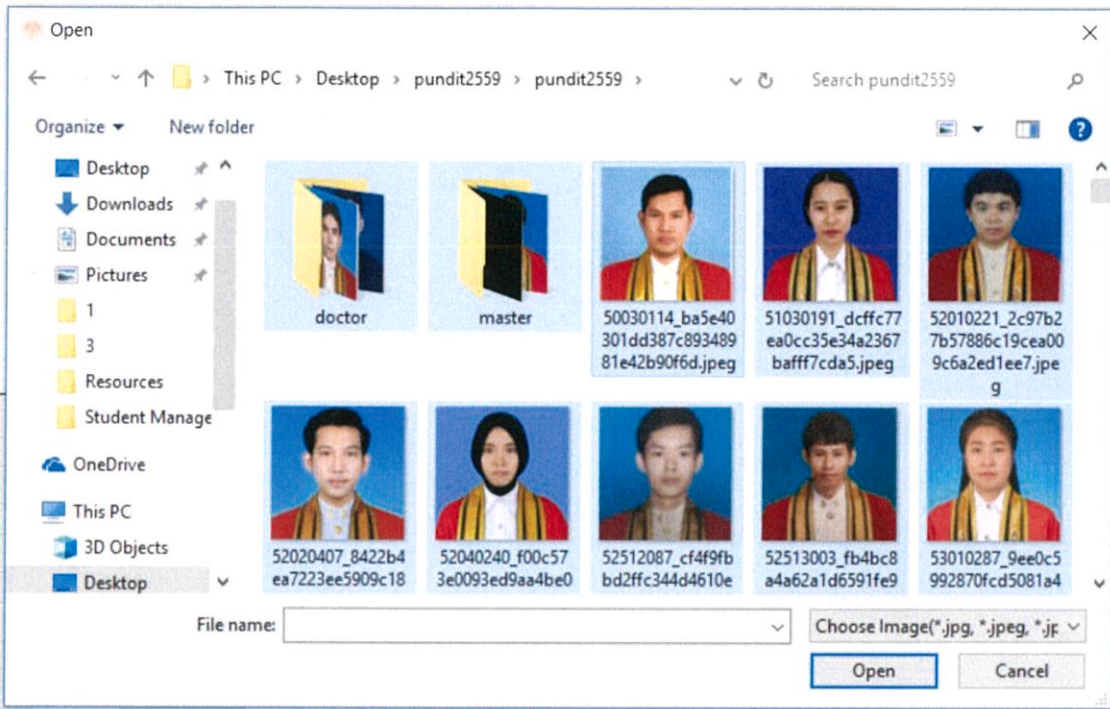 Open
This PC > Desktop > pundit2559 > pundit2559 >
Search pundit2559
Organize
New folder
Desktop
Downloads
Documents
Pictures
1
3
Resources
Student Manage
OneDrive
This PC
3D Objects
Desktop
doctor
master
50030114_ba5e40
301dd387c893489
81e42b90f6d.jpeg
51030191_dcffc77
ea0cc35e34a2367
bafff7cda5.jpeg
52010221_2c97b2
7b57886c19cea00
9c6a2ed1ee7.jpe
g
52020407_8422b4
ea7223ee5909c18
52040240_f00c57
3e0093ed9aa4be0
52512087_cf4f9fb
bd2ffc344d4610e
52513003_fb4bc8
a4a62a1d6591fe9
53010287_9ee0c5
992870fcd5081a4
File name:
Choose Image(*.jpg, *.jpeg, *.jp
Open
Cancel